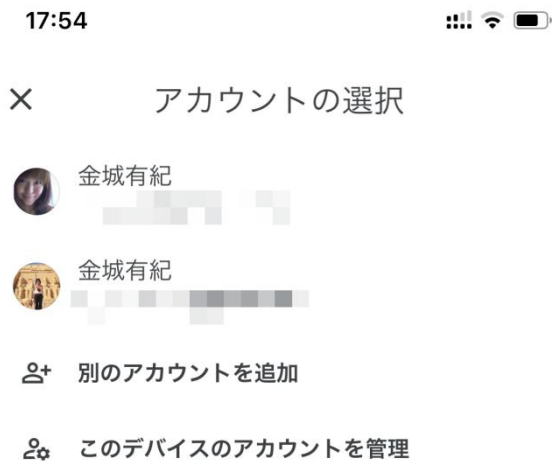 17:54
アカウントの選択
金城有紀
金城有紀
別のアカウントを追加
このデバイスのアカウントを管理